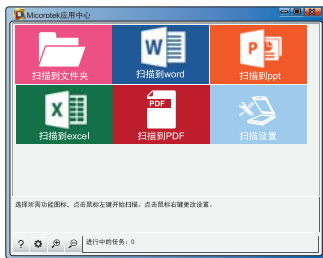 Micorotek应用中心
扫描到文件夹
扫描到word
扫描到ppt
扫描到excel
PDF
扫描到PDF
扫描设置
选择所需功能图标，点击鼠标左键开始扫描。点击鼠标右键更改设置。
进行中的任务：0